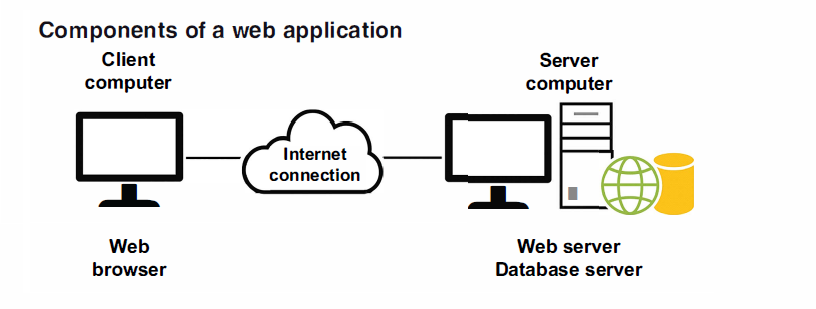 Components of a web application
Client
computer
Server
computer
Internet
connection
Web
browser
Web server
Database server